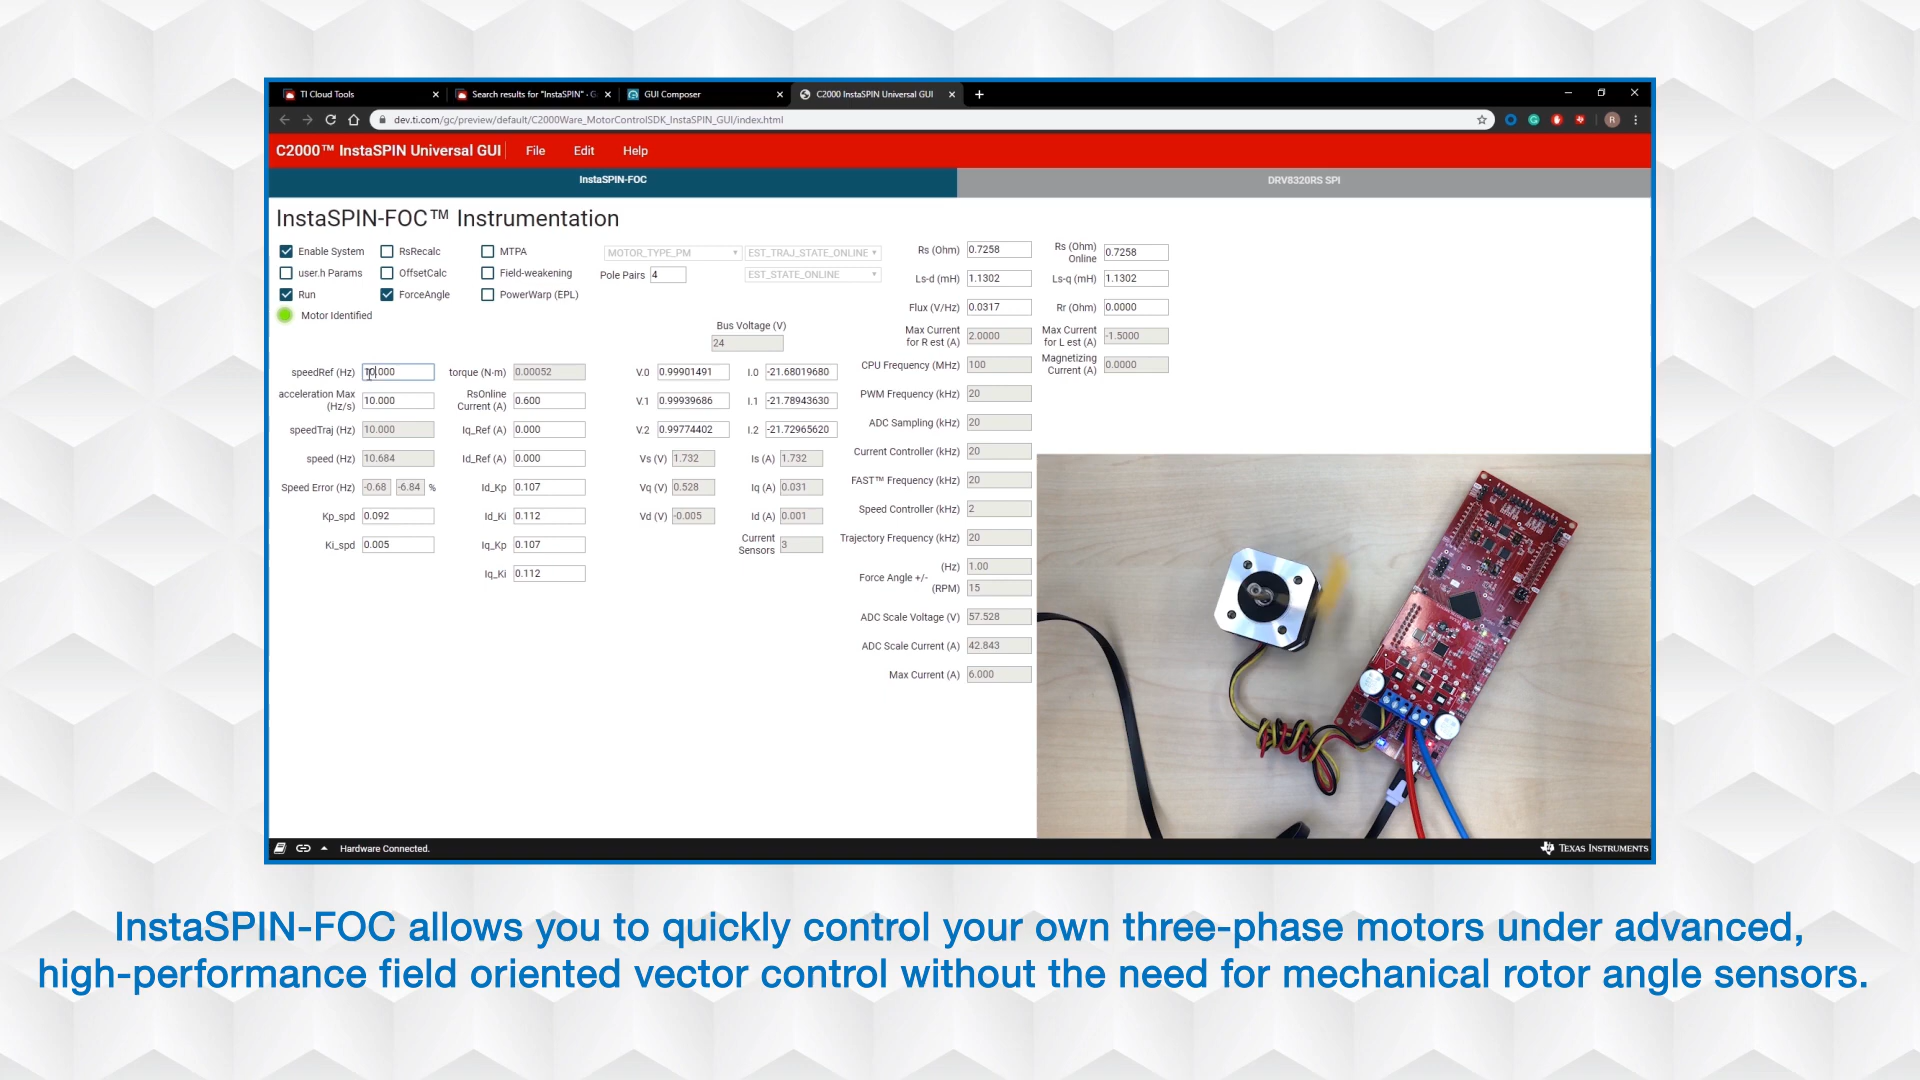 TI Cloud Tools
Search results for "InstaSPIN" - G
GUI Composer
C2000 InstaSPIN Universal GUI
dev.ti.com/gc/preview/default/C2000Ware_MotorControlSDK_InstaSPIN_GUI/index.html
R
C2000™ InstaSPIN Universal GUI File Edit Help
InstaSPIN-FOC DRV8320RS SPI
InstaSPIN-FOC™ Instrumentation
Enable System RsRecalc MTPA
user.h Params OffsetCalc Field-weakening
Run ForceAngle PowerWarp (EPL)
Motor Identified
MOTOR_TYPE_PM EST_TRAJ_STATE_ONLINE
Pole Pairs 4 EST_STATE_ONLINE
Bus Voltage (V)
24
speedRef (Hz) 10.000
acceleration Max (Hz/s) 10.000
speedTraj (Hz) 10.000
speed (Hz) 10.684
Speed Error (Hz) -0.68 -6.84 %
Kp_spd 0.092
Ki_spd 0.005
torque (N·m) 0.00052
RsOnline Current (A) 0.600
Iq_Ref (A) 0.000
Id_Ref (A) 0.000
Id_Kp 0.107
Id_Ki 0.112
Iq_Kp 0.107
Iq_Ki 0.112
V.0 0.99901491 I.0 -21.68019680
V.1 0.99939686 I.1 -21.78943630
V.2 0.99774402 I.2 -21.72965620
Vs (V) 1.732 Is (A) 1.732
Vq (V) 0.528 Iq (A) 0.031
Vd (V) -0.005 Id (A) 0.001
Current Sensors 3
Rs (Ohm) 0.7258 Rs (Ohm) Online 0.7258
Ls-d (mH) 1.1302 Ls-q (mH) 1.1302
Flux (V/Hz) 0.0317 Rr (Ohm) 0.0000
Max Current for R est (A) 2.0000 Max Current for L est (A) -1.5000
CPU Frequency (MHz) 100 Magnetizing Current (A) 0.0000
PWM Frequency (kHz) 20
ADC Sampling (kHz) 20
Current Controller (kHz) 20
FAST™ Frequency (kHz) 20
Speed Controller (kHz) 2
Trajectory Frequency (kHz) 20
Force Angle +/- (Hz) 1.00
(RPM) 15
ADC Scale Voltage (V) 57.528
ADC Scale Current (A) 42.843
Max Current (A) 6.000
Hardware Connected.
TEXAS INSTRUMENTS
InstaSPIN-FOC allows you to quickly control your own three-phase motors under advanced,
high-performance field oriented vector control without the need for mechanical rotor angle sensors.